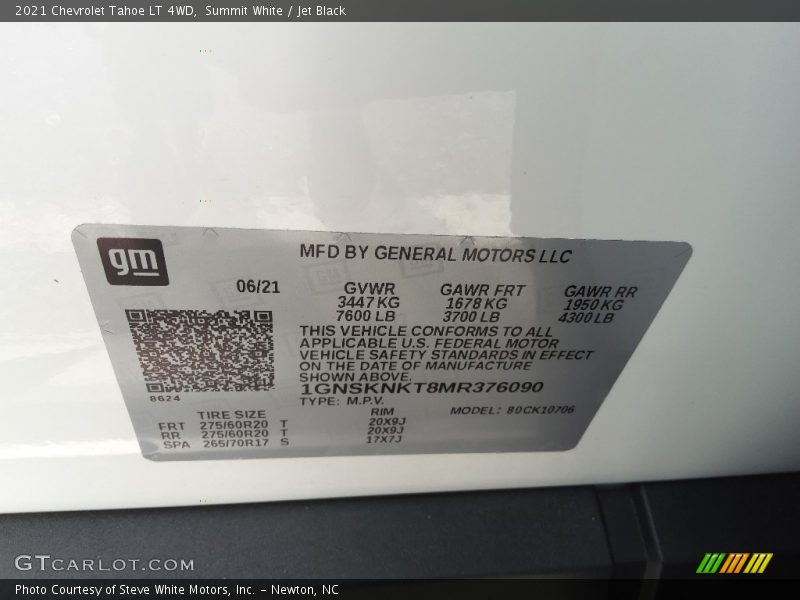 2021 Chevrolet Tahoe LT 4WD,  Summit White / Jet Black
gm
MFD BY GENERAL MOTORS LLC
06/21
GVWR GAWR FRT GAWR RR
3447 KG 1678 KG 1950 KG
7600 LB 3700 LB 4300 LB
THIS VEHICLE CONFORMS TO ALL
APPLICABLE U.S. FEDERAL MOTOR
VEHICLE SAFETY STANDARDS IN EFFECT
ON THE DATE OF MANUFACTURE
SHOWN ABOVE.
1GNSKNKT8MR376090
8624
TYPE: M.P.V.
TIRE SIZE RIM MODEL: 80CK10706
FRT 275/60R20 T 20X9J
RR 275/60R20 T 20X9J
SPA 265/70R17 S 17X7J
GTCARLOT.COM
Photo Courtesy of Steve White Motors, Inc. – Newton, NC